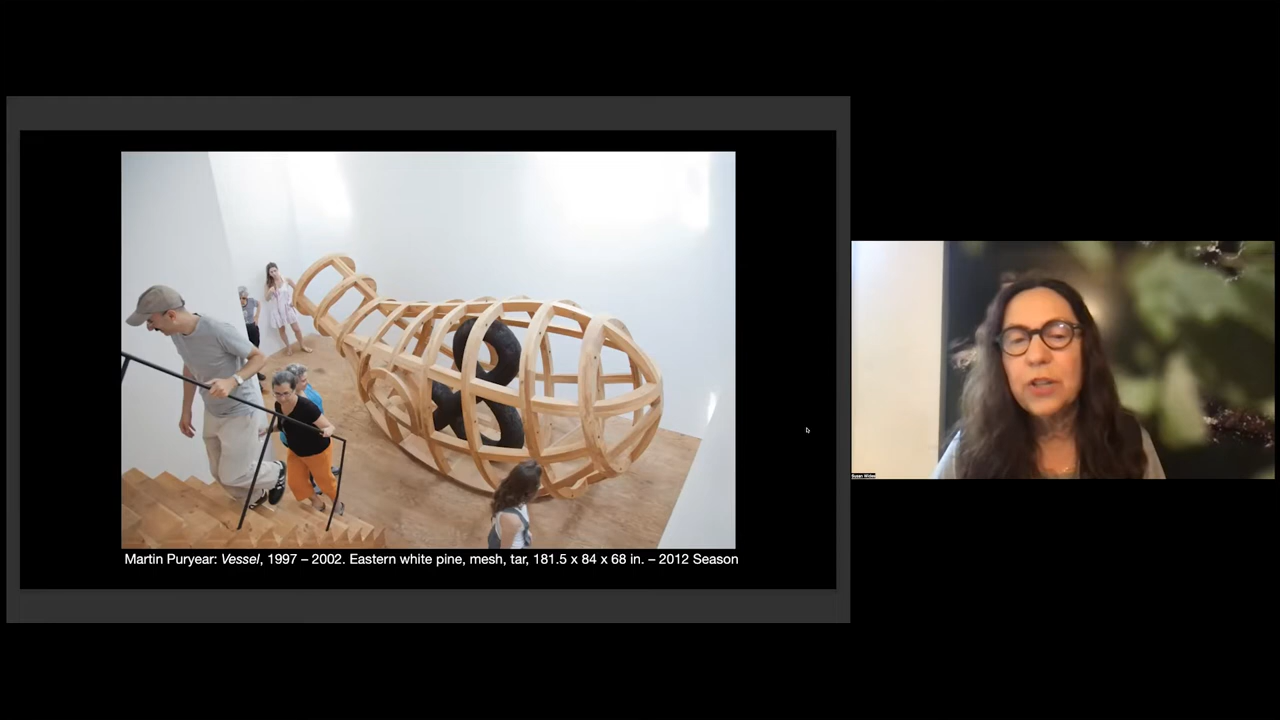 Martin Puryear: Vessel, 1997 – 2002. Eastern white pine, mesh, tar, 181.5 x 84 x 68 in. – 2012 Season